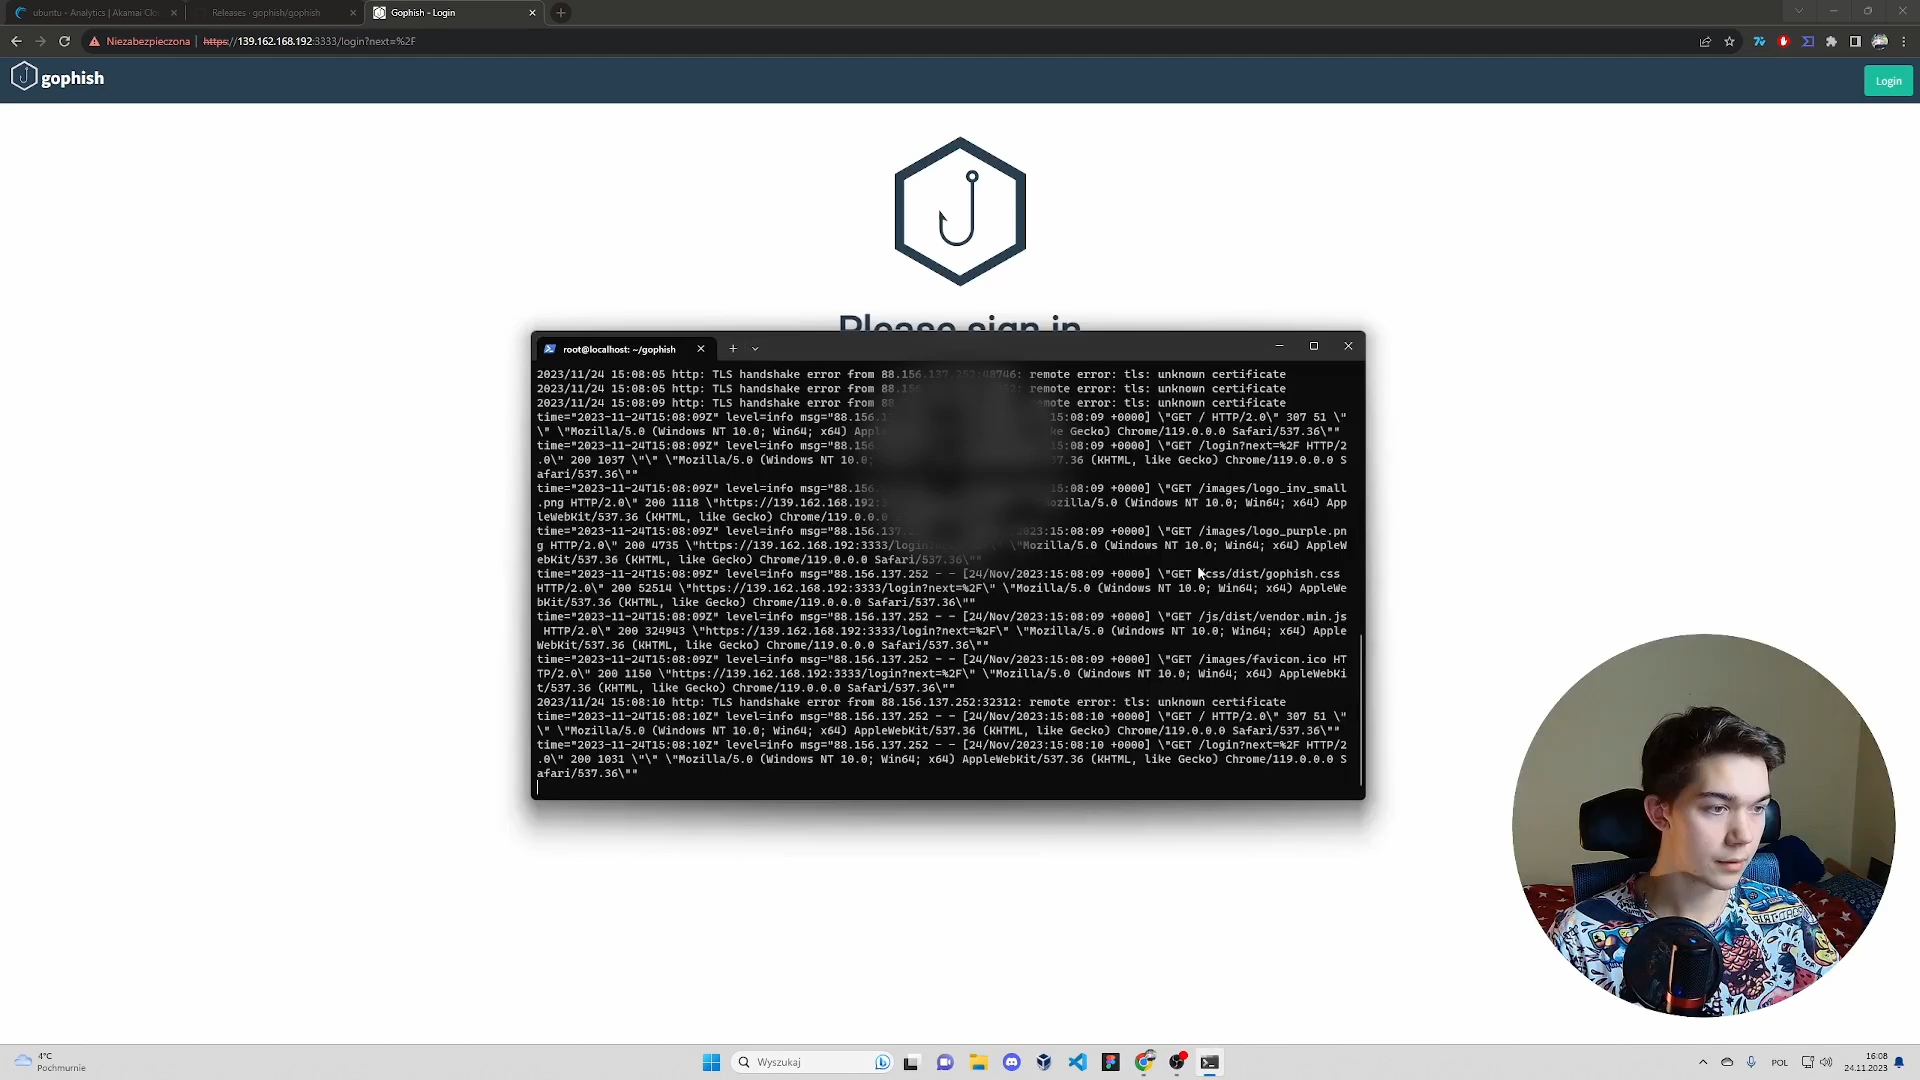 ubuntu - Analytics | Akamai Clo
Releases · gophish/gophish
Gophish - Login
Niezabezpieczona
https://139.162.168.192:3333/login?next=%2F
gophish
Login
Please sign in
root@localhost: ~/gophish
2023/11/24 15:08:05 http: TLS handshake error from 88.156.137.252:48746: remote error: tls: unknown certificate
2023/11/24 15:08:05 http: TLS handshake error from 88.156. remote error: tls: unknown certificate
2023/11/24 15:08:09 http: TLS handshake error from 88. remote error: tls: unknown certificate
time="2023-11-24T15:08:09Z" level=info msg="88.156.1 15:08:09 +0000] \"GET / HTTP/2.0\" 307 51 \"
\" \"Mozilla/5.0 (Windows NT 10.0; Win64; x64) Apple ke Gecko) Chrome/119.0.0.0 Safari/537.36\""
time="2023-11-24T15:08:09Z" level=info msg="88.156. 15:08:09 +0000] \"GET /login?next=%2F HTTP/2
.0\" 200 1037 \"\" \"Mozilla/5.0 (Windows NT 10.0; 37.36 (KHTML, like Gecko) Chrome/119.0.0.0 S
afari/537.36\""
time="2023-11-24T15:08:09Z" level=info msg="88.156. 15:08:09 +0000] \"GET /images/logo_inv_small
.png HTTP/2.0\" 200 1118 \"https://139.162.168.192: Mozilla/5.0 (Windows NT 10.0; Win64; x64) App
leWebKit/537.36 (KHTML, like Gecko) Chrome/119.0.0.0
time="2023-11-24T15:08:09Z" level=info msg="88.156.137 15:08:09 +0000] \"GET /images/logo_purple.pn
g HTTP/2.0\" 200 4735 \"https://139.162.168.192:3333/login \"Mozilla/5.0 (Windows NT 10.0; Win64; x64) AppleW
ebKit/537.36 (KHTML, like Gecko) Chrome/119.0.0.0 Safari/537.36\""
time="2023-11-24T15:08:09Z" level=info msg="88.156.137.252 - - [24/Nov/2023:15:08:09 +0000] \"GET /css/dist/gophish.css
HTTP/2.0\" 200 52514 \"https://139.162.168.192:3333/login?next=%2F\" \"Mozilla/5.0 (Windows NT 10.0; Win64; x64) AppleWe
bKit/537.36 (KHTML, like Gecko) Chrome/119.0.0.0 Safari/537.36\""
time="2023-11-24T15:08:09Z" level=info msg="88.156.137.252 - - [24/Nov/2023:15:08:09 +0000] \"GET /js/dist/vendor.min.js
HTTP/2.0\" 200 324943 \"https://139.162.168.192:3333/login?next=%2F\" \"Mozilla/5.0 (Windows NT 10.0; Win64; x64) Apple
WebKit/537.36 (KHTML, like Gecko) Chrome/119.0.0.0 Safari/537.36\""
time="2023-11-24T15:08:09Z" level=info msg="88.156.137.252 - - [24/Nov/2023:15:08:09 +0000] \"GET /images/favicon.ico HT
TP/2.0\" 200 1150 \"https://139.162.168.192:3333/login?next=%2F\" \"Mozilla/5.0 (Windows NT 10.0; Win64; x64) AppleWebKi
t/537.36 (KHTML, like Gecko) Chrome/119.0.0.0 Safari/537.36\""
2023/11/24 15:08:10 http: TLS handshake error from 88.156.137.252:32312: remote error: tls: unknown certificate
time="2023-11-24T15:08:10Z" level=info msg="88.156.137.252 - - [24/Nov/2023:15:08:10 +0000] \"GET / HTTP/2.0\" 307 51 \"
\" \"Mozilla/5.0 (Windows NT 10.0; Win64; x64) AppleWebKit/537.36 (KHTML, like Gecko) Chrome/119.0.0.0 Safari/537.36\""
time="2023-11-24T15:08:10Z" level=info msg="88.156.137.252 - - [24/Nov/2023:15:08:10 +0000] \"GET /login?next=%2F HTTP/2
.0\" 200 1031 \"\" \"Mozilla/5.0 (Windows NT 10.0; Win64; x64) AppleWebKit/537.36 (KHTML, like Gecko) Chrome/119.0.0.0 S
afari/537.36\""
4°C
Pochmurnie
Wyszukaj
POL
16:08
24.11.2023